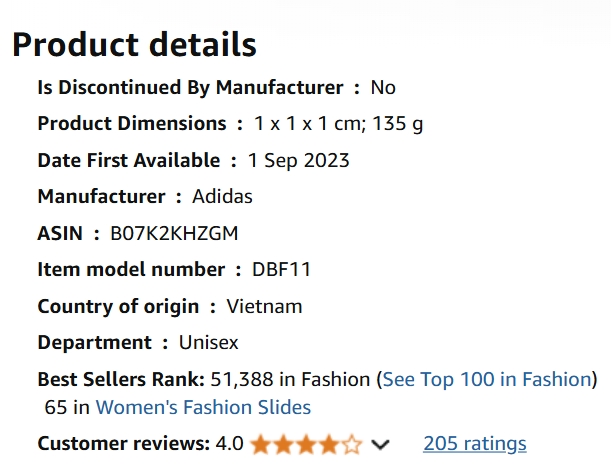 Product details
Is Discontinued By Manufacturer : No
Product Dimensions : 1 x 1 x 1 cm; 135 g
Date First Available : 1 Sep 2023
Manufacturer : Adidas
ASIN : B07K2KHZGM
Item model number : DBF11
Country of origin : Vietnam
Department : Unisex
Best Sellers Rank: 51,388 in Fashion (See Top 100 in Fashion)
65 in Women's Fashion Slides
Customer reviews: 4.0 205 ratings